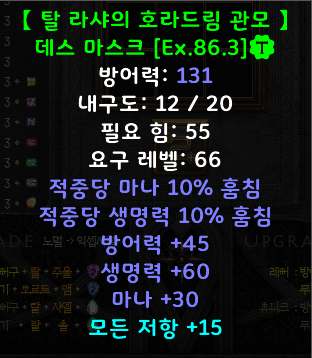 【 탈 라샤의 호라드림 관모 】
데스 마스크 [Ex.86.3] T
방어력: 131
내구도: 12 / 20
필요 힘: 55
요구 레벨: 66
적중당 마나 10% 훔침
적중당 생명력 10% 훔침
방어력 +45
생명력 +60
마나 +30
모든 저항 +15